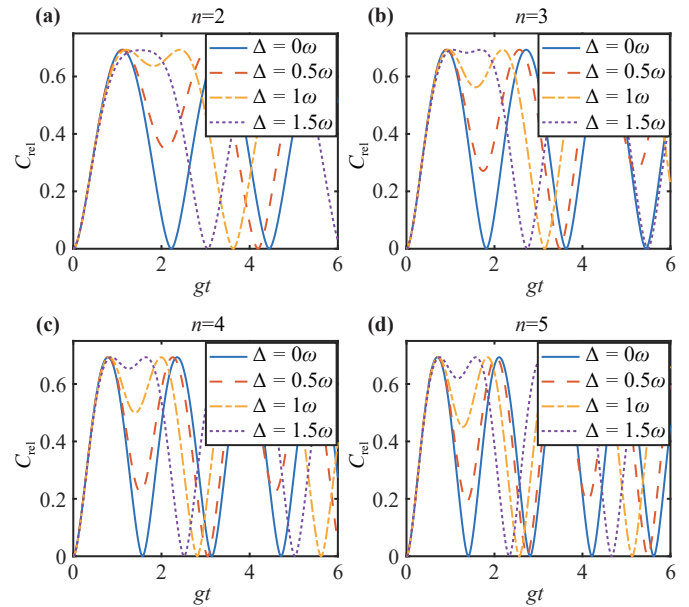 (a)
n=2
Δ = 0ω
Δ = 0.5ω
Δ = 1ω
Δ = 1.5ω
C_rel
0.6
0.4
0.2
0
0 2 4 6
gt
(b)
n=3
Δ = 0ω
Δ = 0.5ω
Δ = 1ω
Δ = 1.5ω
C_rel
0.6
0.4
0.2
0
0 2 4 6
gt
(c)
n=4
Δ = 0ω
Δ = 0.5ω
Δ = 1ω
Δ = 1.5ω
C_rel
0.6
0.4
0.2
0
0 2 4 6
gt
(d)
n=5
Δ = 0ω
Δ = 0.5ω
Δ = 1ω
Δ = 1.5ω
C_rel
0.6
0.4
0.2
0
0 2 4 6
gt